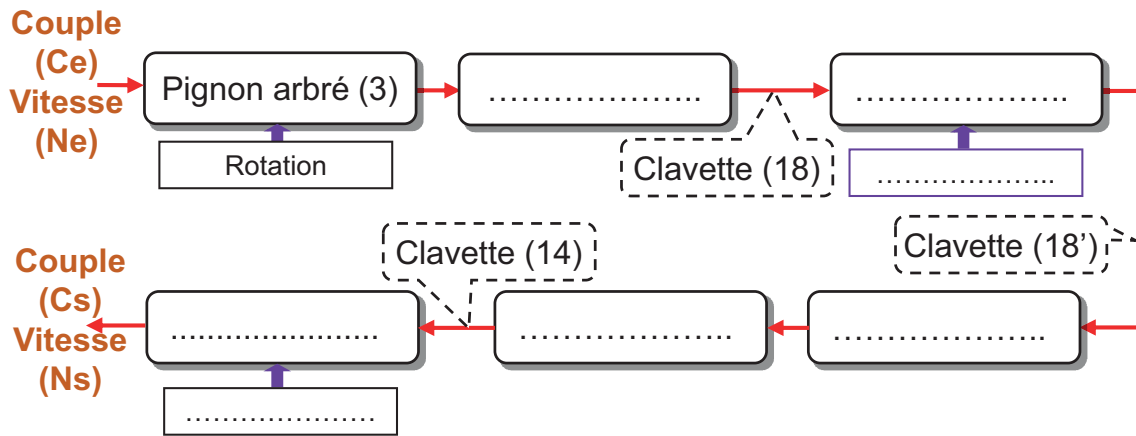 Couple
(Ce)
Vitesse
(Ne)
Pignon arbré (3)
………………….
………………….
Rotation
Clavette (18)
………………….
Clavette (14)
Clavette (18’)
Couple
(Cs)
Vitesse
(Ns)
………………….
………………….
………………….
………………….